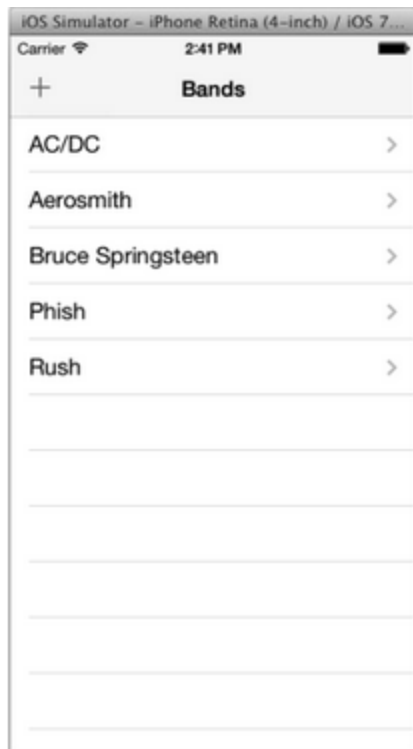 iOS Simulator – iPhone Retina (4-inch) / iOS 7...
Carrier 2:41 PM
+ Bands
AC/DC
Aerosmith
Bruce Springsteen
Phish
Rush